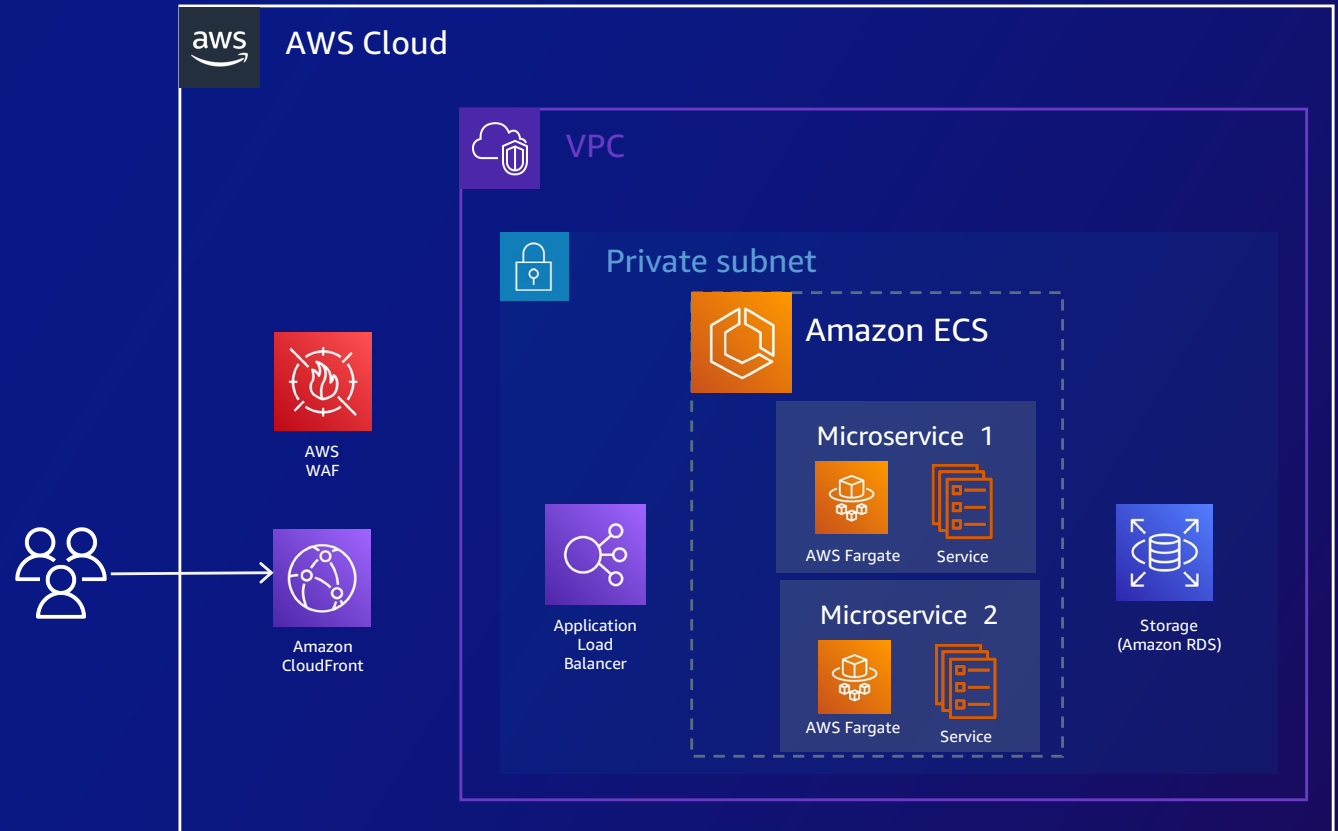 aws
AWS Cloud
VPC
Private subnet
Amazon ECS
AWS
WAF
Microservice 1
AWS Fargate
Service
Amazon
CloudFront
Application
Load
Balancer
Microservice 2
AWS Fargate
Service
Storage
(Amazon RDS)